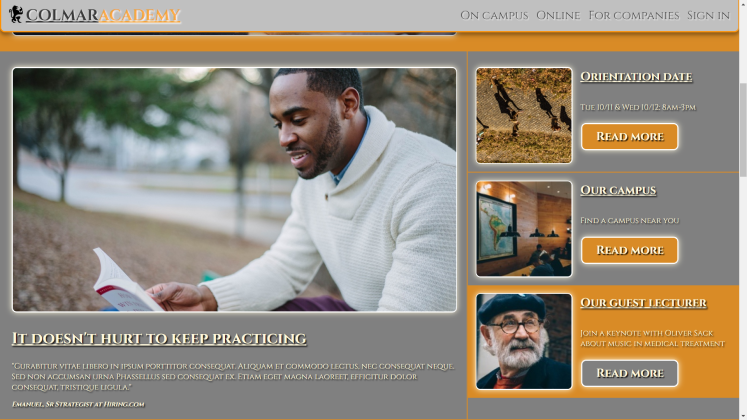 COLMARACADEMY
On campus Online For companies Sign in
It doesn't hurt to keep practicing
"Curabitur vitae libero in ipsum porttitor consequat. Aliquam et commodo lectus, nec consequat neque.
Sed non accumsan urna. Phassellus sed consequat ex. Etiam eget magna laoreet, efficitur dolor
consequat, tristique ligula."
Emanuel, Sr Strategist at Hiring.com
Orientation date
Tue 10/11 & Wed 10/12: 8am-3pm
Read more
Our campus
Find a campus near you
Read more
Our guest lecturer
Join a keynote with Oliver Sack
about music in medical treatment
Read more